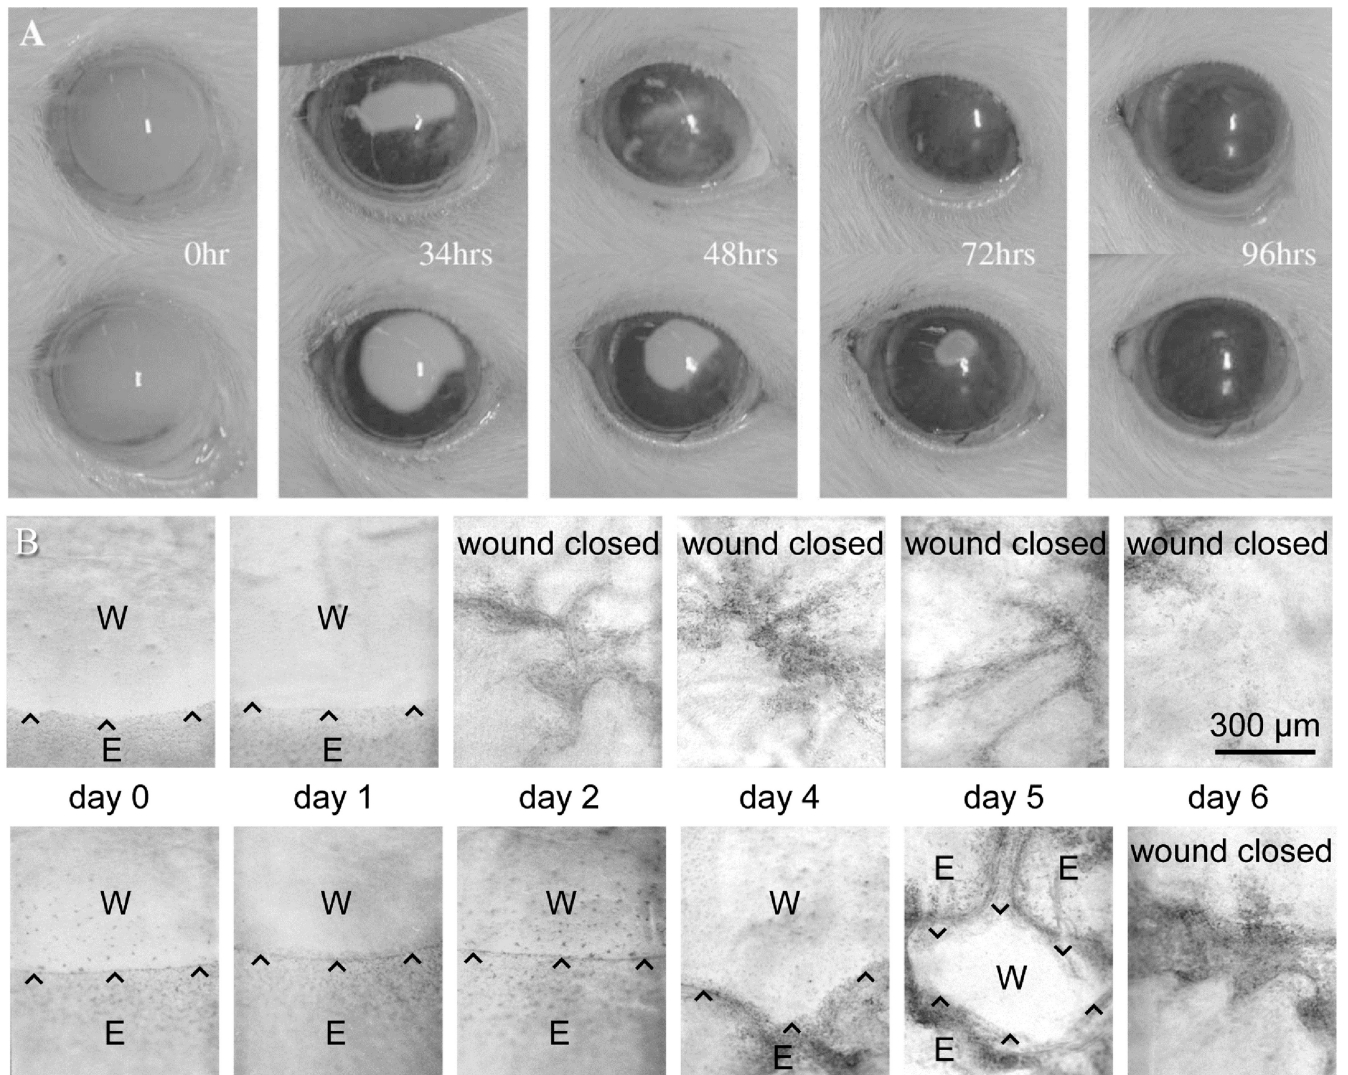 A
0hr 34hrs 48hrs 72hrs 96hrs
B
wound closed wound closed wound closed wound closed
W W
300 µm
E E
day 0 day 1 day 2 day 4 day 5 day 6
wound closed
E E
W W W W
W
E E E E E